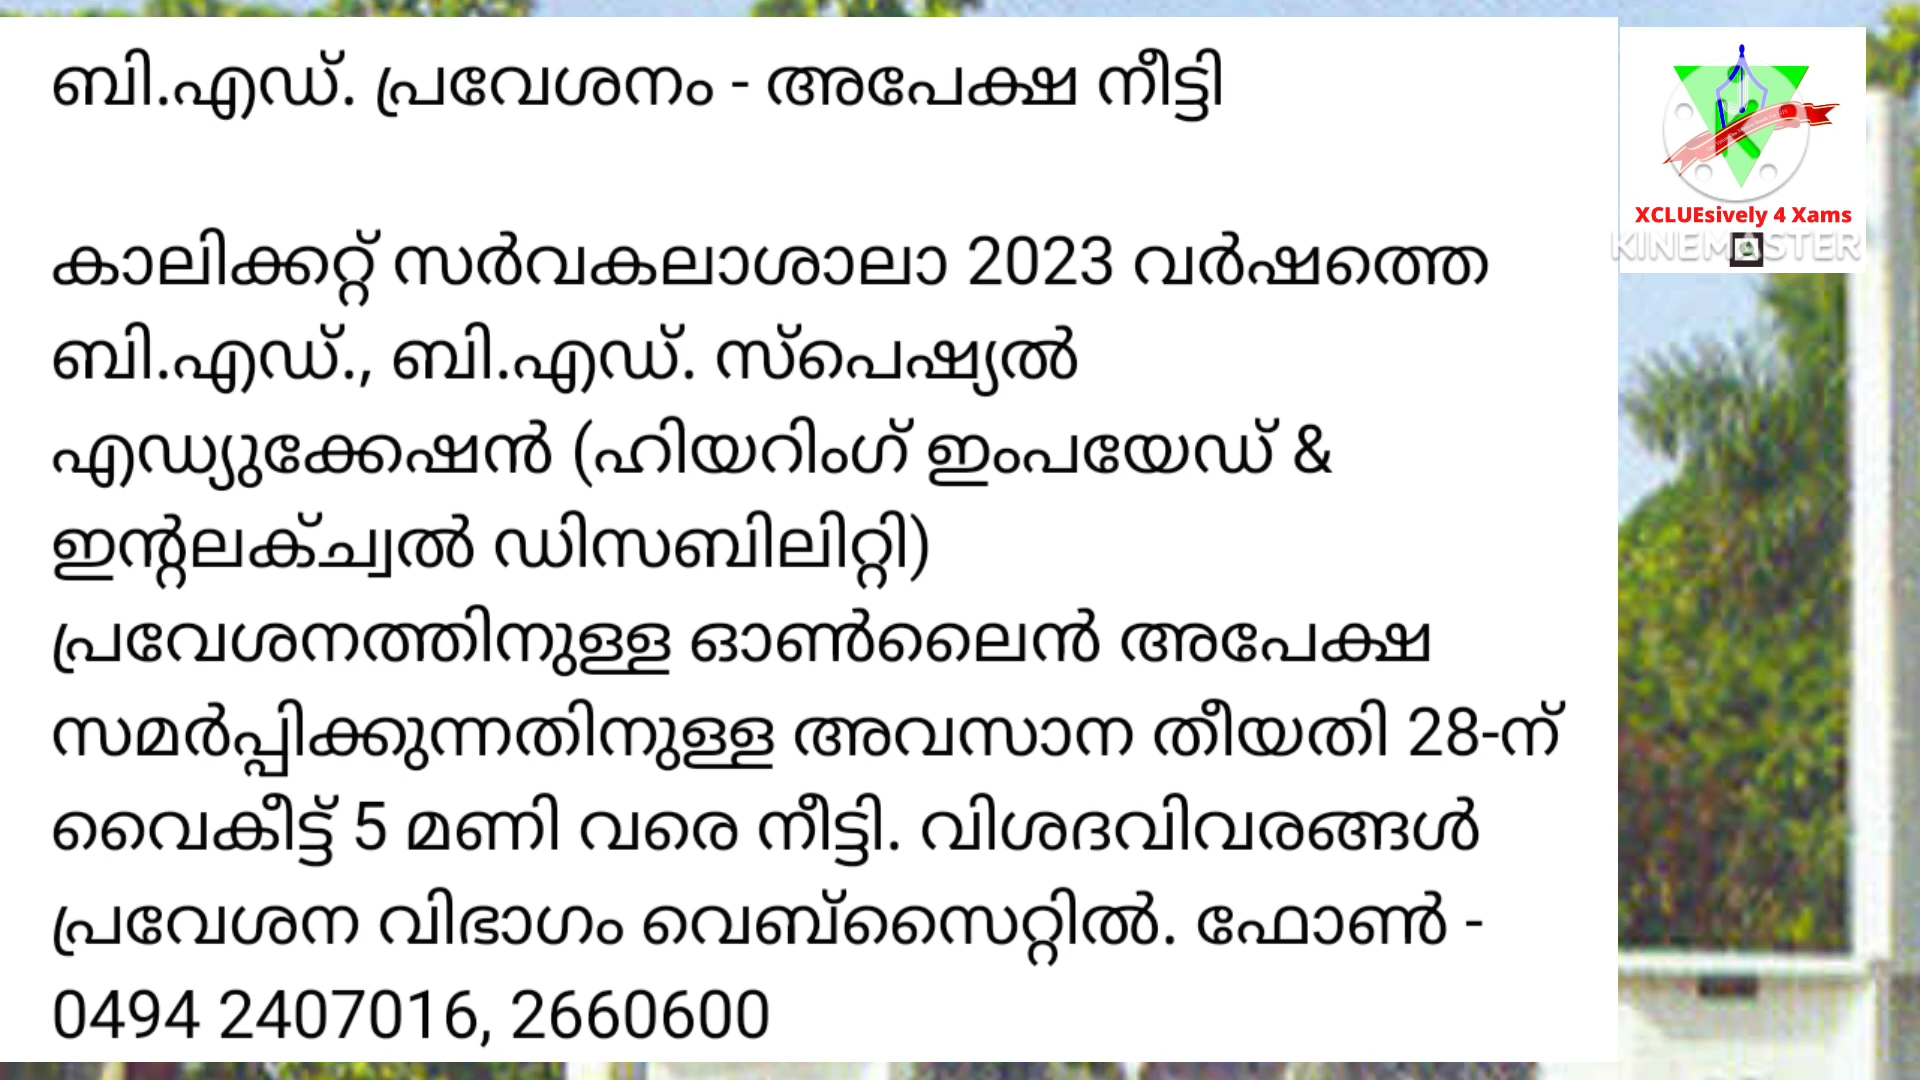 ബി.എഡ്. പ്രവേശനം - അപേക്ഷ നീട്ടി
കാലിക്കറ്റ് സർവകലാശാലാ 2023 വർഷത്തെ
ബി.എഡ്., ബി.എഡ്. സ്പെഷ്യൽ
എഡ്യുക്കേഷൻ (ഹിയറിംഗ് ഇംപയേഡ് &
ഇന്റലക്ച്വൽ ഡിസബിലിറ്റി)
പ്രവേശനത്തിനുള്ള ഓൺലൈൻ അപേക്ഷ
സമർപ്പിക്കുന്നതിനുള്ള അവസാന തീയതി 28-ന്
വൈകീട്ട് 5 മണി വരെ നീട്ടി. വിശദവിവരങ്ങൾ
പ്രവേശന വിഭാഗം വെബ്സൈറ്റിൽ. ഫോൺ -
0494 2407016, 2660600
XCLUEsively 4 Xams
KINEMASTER